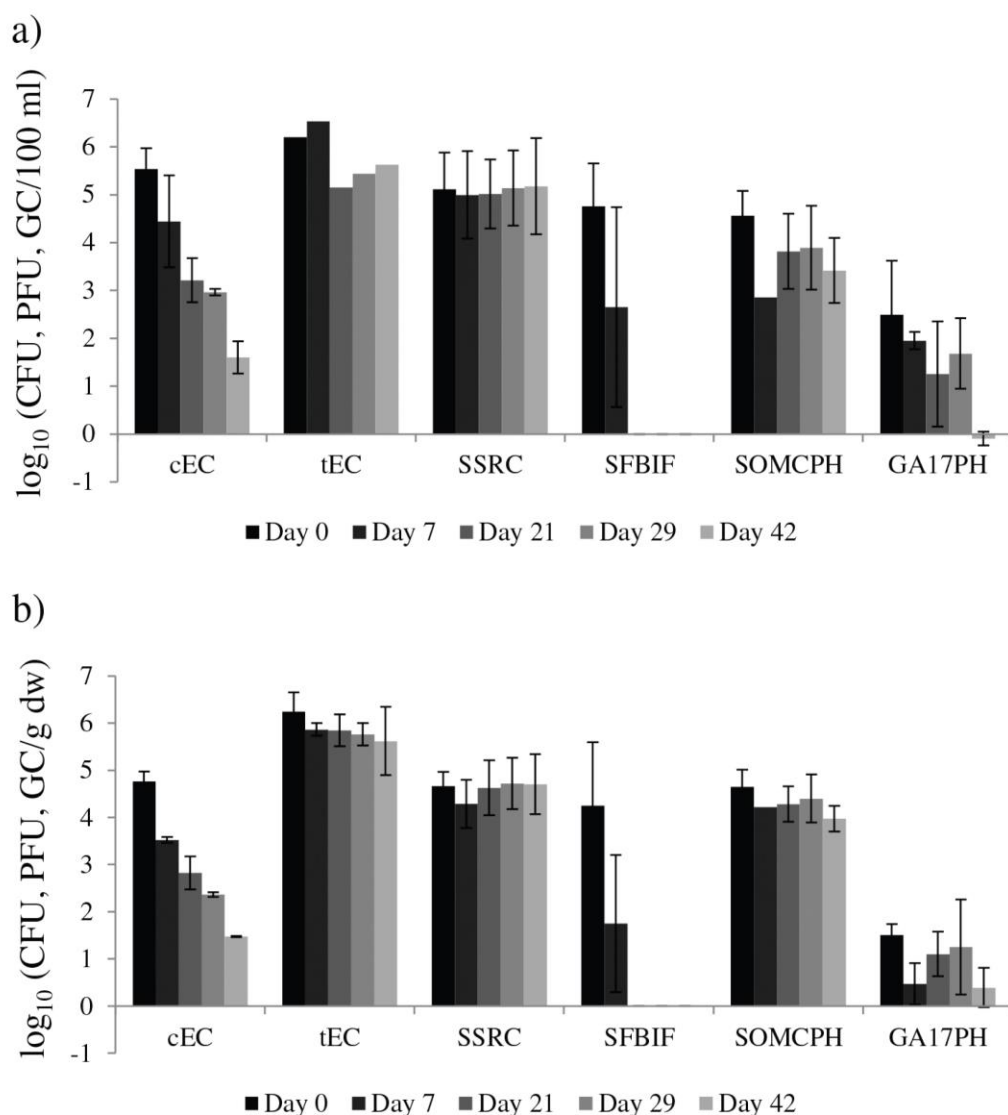 a)
log₁₀ (CFU, PFU, GC/100 ml)
7
6
5
4
3
2
1
0
-1
cEC tEC SSRC SFBIF SOMCPH GA17PH
Day 0 Day 7 Day 21 Day 29 Day 42
b)
log₁₀ (CFU, PFU, GC/g dw)
7
6
5
4
3
2
1
0
-1
cEC tEC SSRC SFBIF SOMCPH GA17PH
Day 0 Day 7 Day 21 Day 29 Day 42